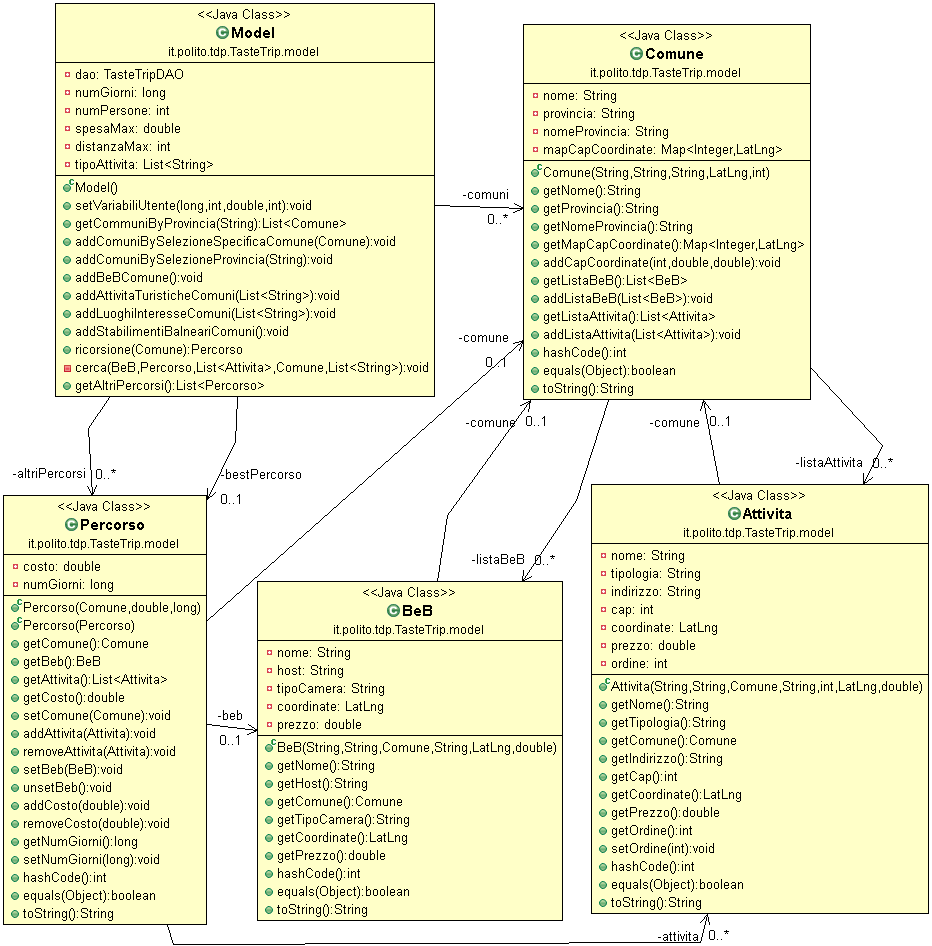 <<Java Class>>
Model
it.polito.tdp.TasteTrip.model
dao: TasteTripDAO
numGiorni: long
numPersone: int
spesaMax: double
distanzaMax: int
tipoAttivita: List<String>
Model()
setVariabiliUtente(long,int,double,int):void
getCommuniByProvincia(String):List<Comune>
addComuniBySelezioneSpecificaComune(Comune):void
addComuniBySelezioneProvincia(String):void
addBeBComune():void
addAttivitaTuristicheComuni(List<String>):void
addLuoghiInteresseComuni(List<String>):void
addStabilimentiBalneariComuni():void
ricorsione(Comune):Percorso
cerca(BeB,Percorso,List<Attivita>,Comune,List<String>):void
getAltriPercorsi():List<Percorso>
<<Java Class>>
Comune
it.polito.tdp.TasteTrip.model
nome: String
provincia: String
nomeProvincia: String
mapCapCoordinate: Map<Integer,LatLng>
Comune(String,String,String,LatLng,int)
getNome():String
getProvincia():String
getNomeProvincia():String
getMapCapCoordinate():Map<Integer,LatLng>
addCapCoordinate(int,double,double):void
getListaBeB():List<BeB>
addListaBeB(List<BeB>):void
getListaAttivita():List<Attivita>
addListaAttivita(List<Attivita>):void
hashCode():int
equals(Object):boolean
toString():String
-comuni
0..*
-comune
0..1
-comune
0..1
-comune
0..1
-listaAttivita
0..*
-altriPercorsi
0..*
-bestPercorso
0..1
-listaBeB
0..*
<<Java Class>>
Percorso
it.polito.tdp.TasteTrip.model
costo: double
numGiorni: long
Percorso(Comune,double,long)
Percorso(Percorso)
getComune():Comune
getBeb():BeB
getAttivita():List<Attivita>
getCosto():double
setComune(Comune):void
addAttivita(Attivita):void
removeAttivita(Attivita):void
setBeb(BeB):void
unsetBeb():void
addCosto(double):void
removeCosto(double):void
getNumGiorni():long
setNumGiorni(long):void
hashCode():int
equals(Object):boolean
toString():String
-beb
0..1
<<Java Class>>
BeB
it.polito.tdp.TasteTrip.model
nome: String
host: String
tipoCamera: String
coordinate: LatLng
prezzo: double
BeB(String,String,Comune,String,LatLng,double)
getNome():String
getHost():String
getComune():Comune
getTipoCamera():String
getCoordinate():LatLng
getPrezzo():double
hashCode():int
equals(Object):boolean
toString():String
<<Java Class>>
Attivita
it.polito.tdp.TasteTrip.model
nome: String
tipologia: String
indirizzo: String
cap: int
coordinate: LatLng
prezzo: double
ordine: int
Attivita(String,String,Comune,String,int,LatLng,double)
getNome():String
getTipologia():String
getComune():Comune
getIndirizzo():String
getCap():int
getCoordinate():LatLng
getPrezzo():double
getOrdine():int
setOrdine(int):void
hashCode():int
equals(Object):boolean
toString():String
-attivita
0..*